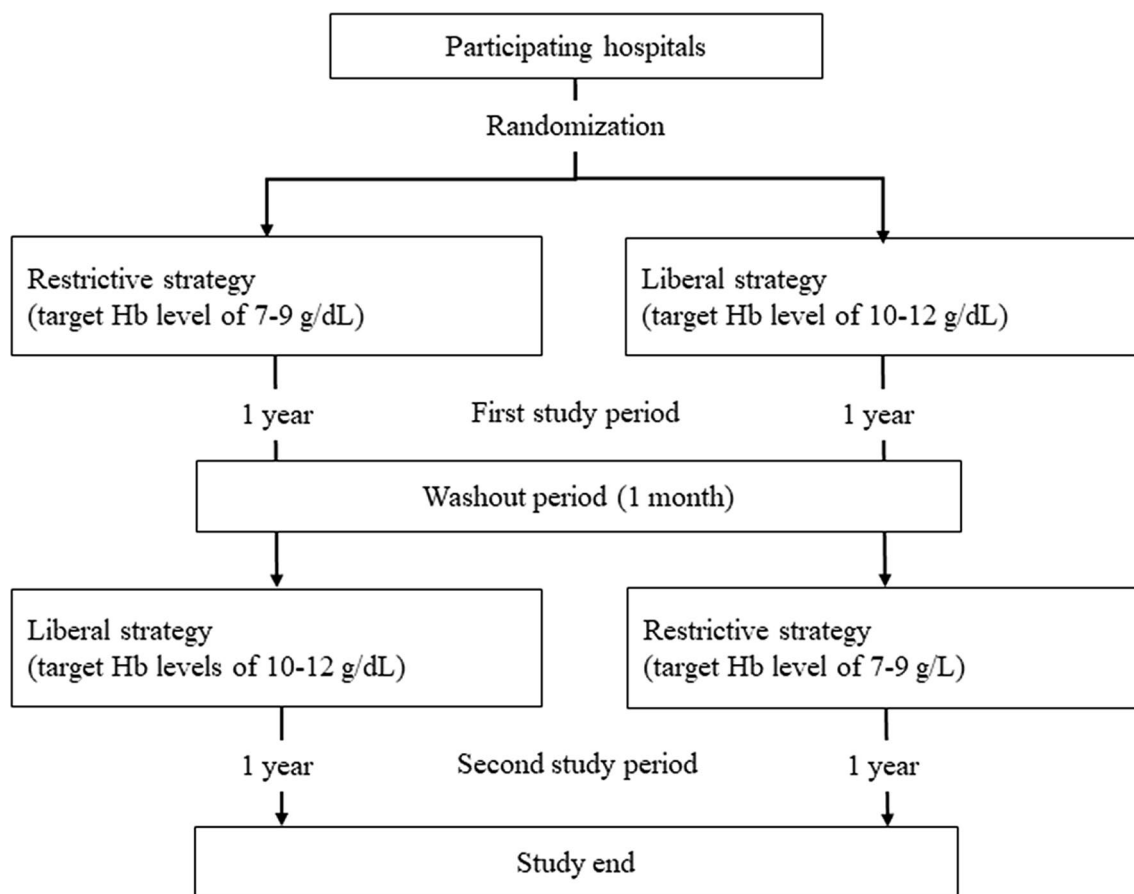 Participating hospitals
Randomization
Restrictive strategy
(target Hb level of 7-9 g/dL)
Liberal strategy
(target Hb level of 10-12 g/dL)
1 year
First study period
1 year
Washout period (1 month)
Liberal strategy
(target Hb levels of 10-12 g/dL)
Restrictive strategy
(target Hb level of 7-9 g/L)
1 year
Second study period
1 year
Study end